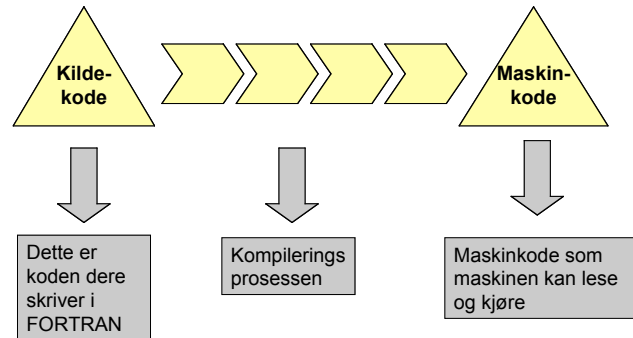 Kilde-
kode
Maskin-
kode
Dette er
koden dere
skriver i
FORTRAN
Kompilerings
prosessen
Maskinkode som
maskinen kan lese
og kjøre